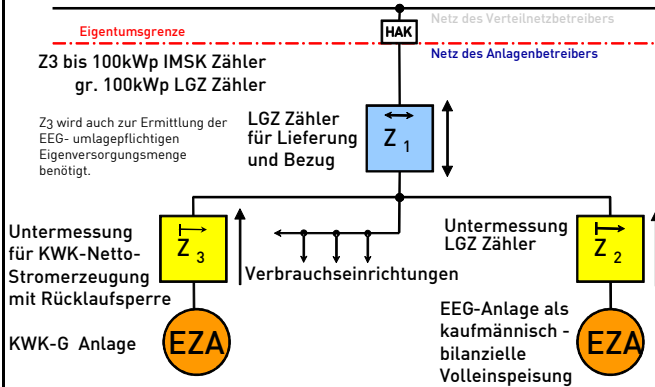 Netz des Verteilnetzbetreibers
Eigentumsgrenze
HAK
Netz des Anlagenbetreibers
Z3 bis 100kWp IMSK Zähler
gr. 100kWp LGZ Zähler
Z3 wird auch zur Ermittlung der
EEG- umlagepflichtigen
Eigenversorgungsmenge
benötigt.
LGZ Zähler
für Lieferung
und Bezug
Z 1
Untermessung
für KWK-Netto-
Stromerzeugung
mit Rücklaufsperre
Z 3
Verbrauchseinrichtungen
Untermessung
LGZ Zähler
Z 2
KWK-G Anlage
EZA
EEG-Anlage als
kaufmännisch -
bilanzielle
Volleinspeisung
EZA